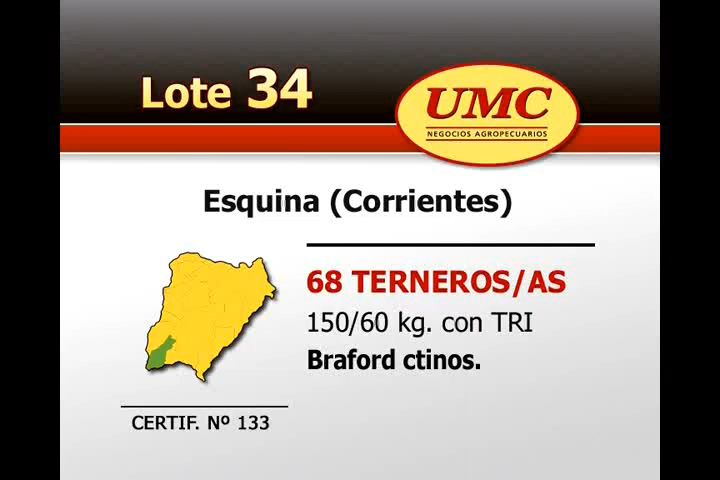 Lote 34
UMC
NEGOCIOS AGROPECUARIOS
Esquina (Corrientes)
68 TERNEROS/AS
150/60 kg. con TRI
Braford ctinos.
CERTIF. Nº 133